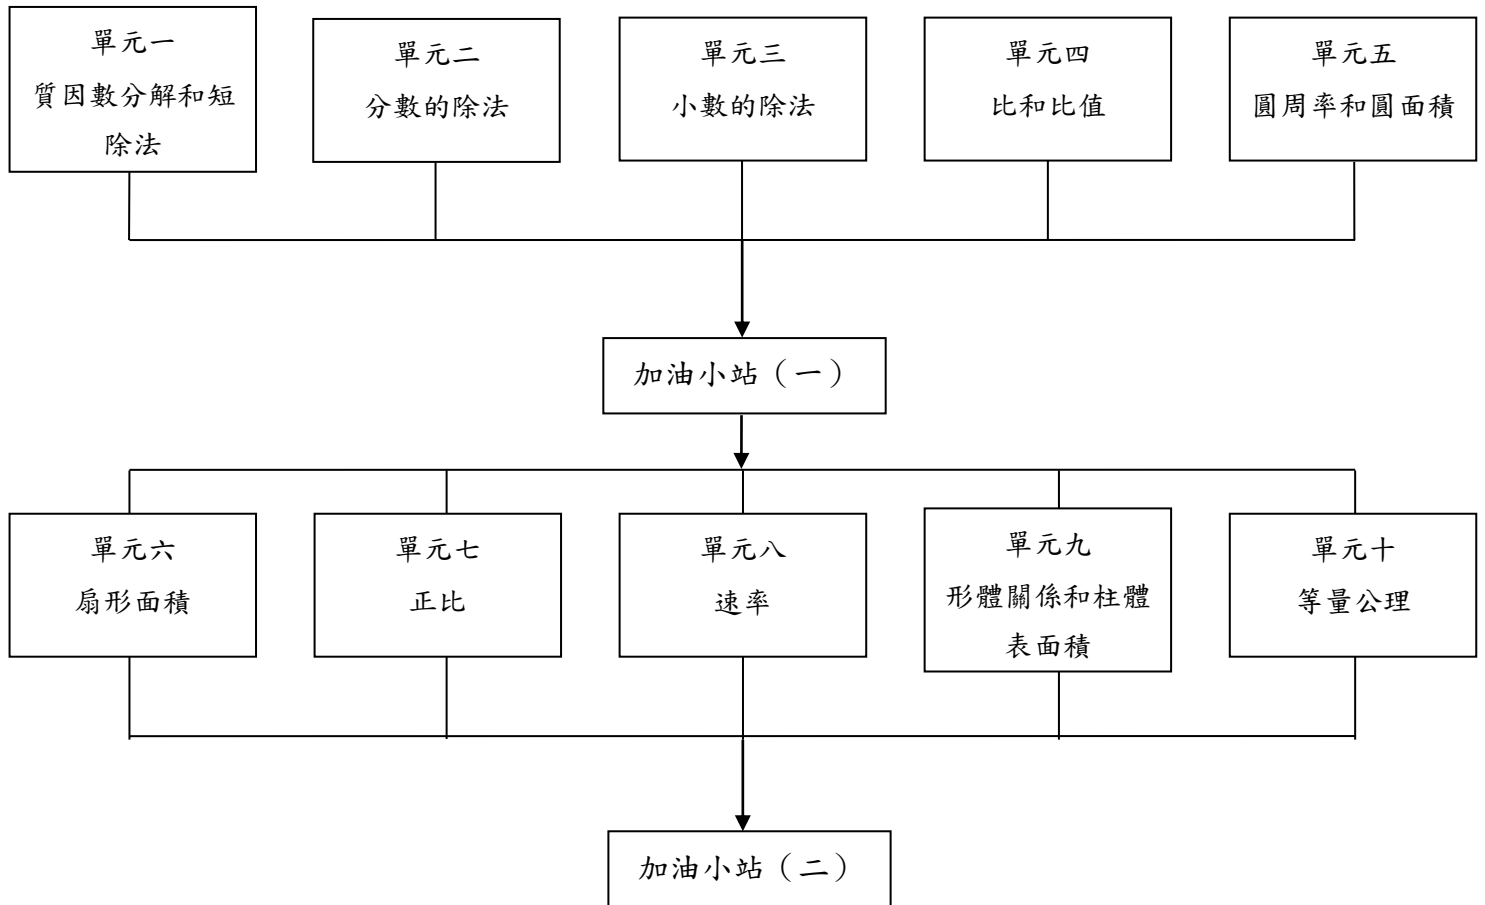 單元一
質因數分解和短
除法
單元二
分數的除法
單元三
小數的除法
單元四
比和比值
單元五
圓周率和圓面積
加油小站（一）
單元六
扇形面積
單元七
正比
單元八
速率
單元九
形體關係和柱體
表面積
單元十
等量公理
加油小站（二）